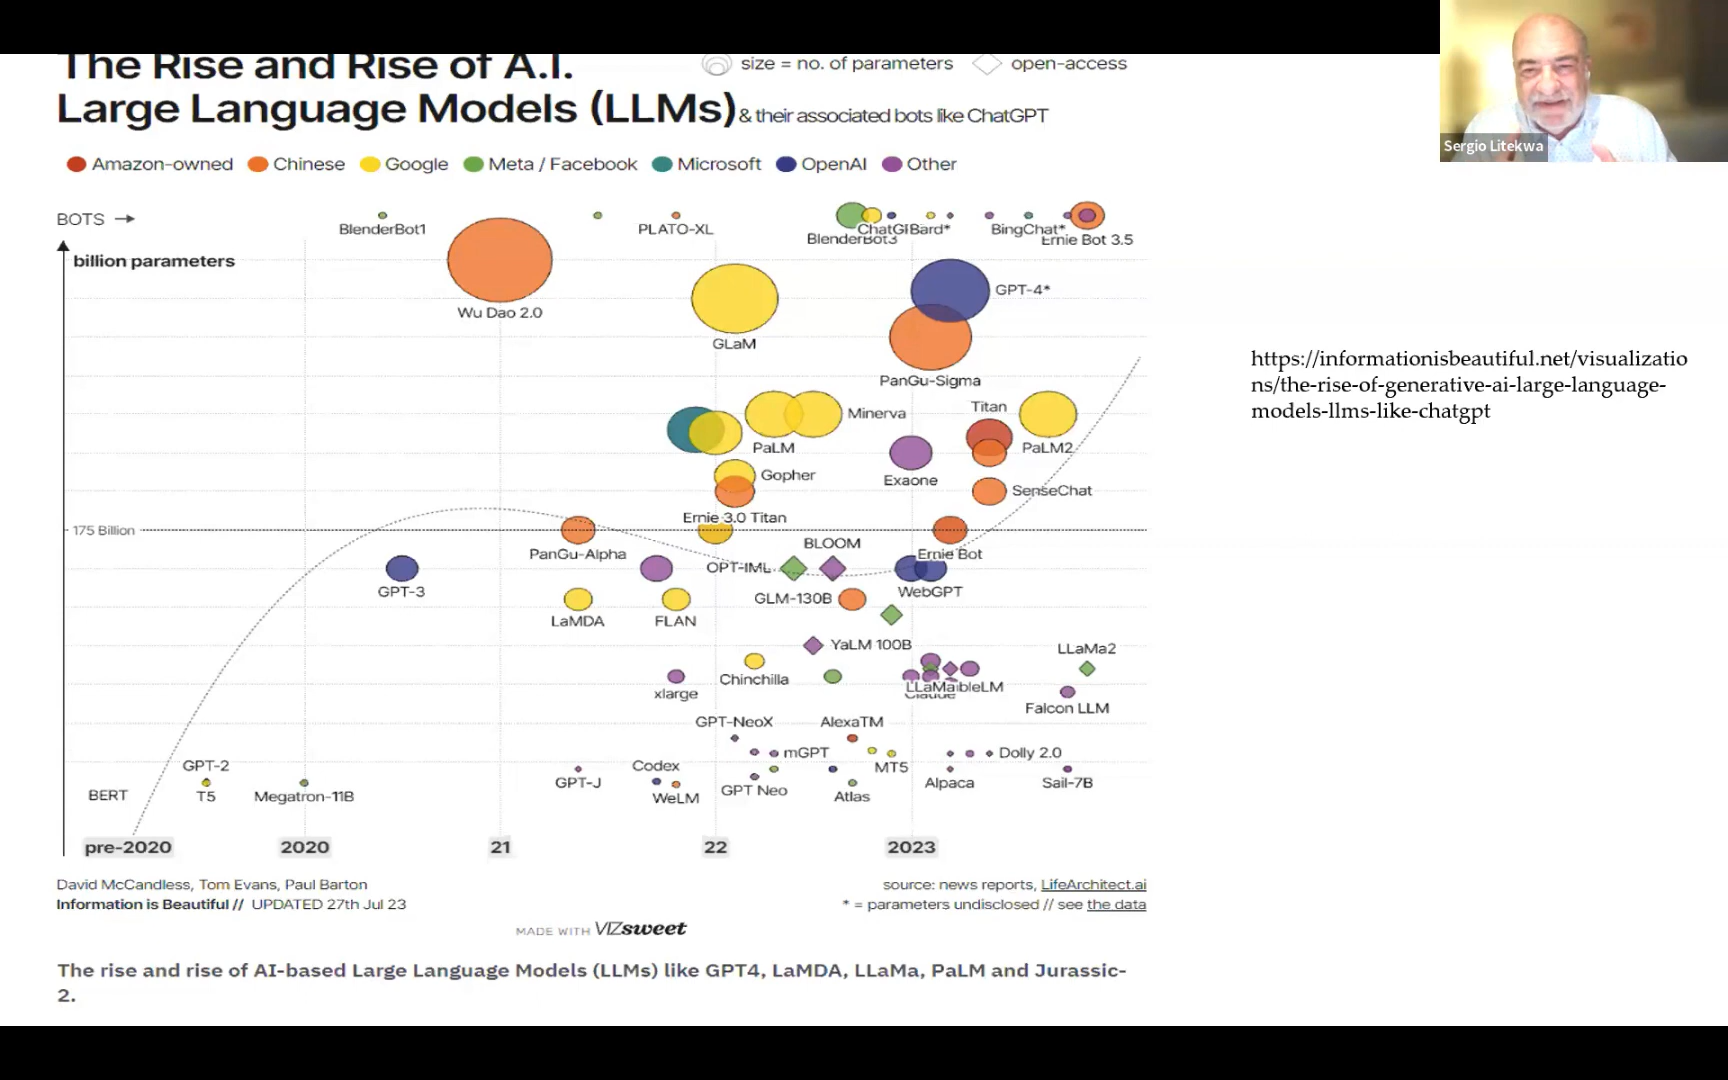 The Rise and Rise of A.I.
Large Language Models (LLMs) & their associated bots like ChatGPT
size = no. of parameters
open-access
Sergio Litekwa
Amazon-owned
Chinese
Google
Meta / Facebook
Microsoft
OpenAI
Other
BOTS →
BlenderBot1
PLATO-XL
BlenderBot3
Bard*
BingChat*
Ernie Bot 3.5
billion parameters
Wu Dao 2.0
GLaM
GPT-4*
PanGu-Sigma
Minerva
Titan
PaLM
PaLM2
Gopher
Exaone
SenseChat
Ernie 3.0 Titan
175 Billion
PanGu-Alpha
BLOOM
Ernie Bot
OPT-IML
GPT-3
WebGPT
GLM-130B
LaMDA
FLAN
YaLM 100B
LLaMa2
Chinchilla
xlarge
LLaMa
Claude
Falcon LLM
GPT-NeoX
AlexaTM
mGPT
Dolly 2.0
GPT-2
Codex
MT5
BERT
T5
Megatron-11B
GPT-J
WeLM
GPT Neo
Atlas
Alpaca
Sail-7B
pre-2020
2020
21
22
2023
David McCandless, Tom Evans, Paul Barton
Information is Beautiful // UPDATED 27th Jul 23
source: news reports, LifeArchitect.ai
* = parameters undisclosed // see the data
MADE WITH VIZsweet
The rise and rise of AI-based Large Language Models (LLMs) like GPT4, LaMDA, LLaMa, PaLM and Jurassic-
2.
https://informationisbeautiful.net/visualizatio
ns/the-rise-of-generative-ai-large-language-
models-llms-like-chatgpt